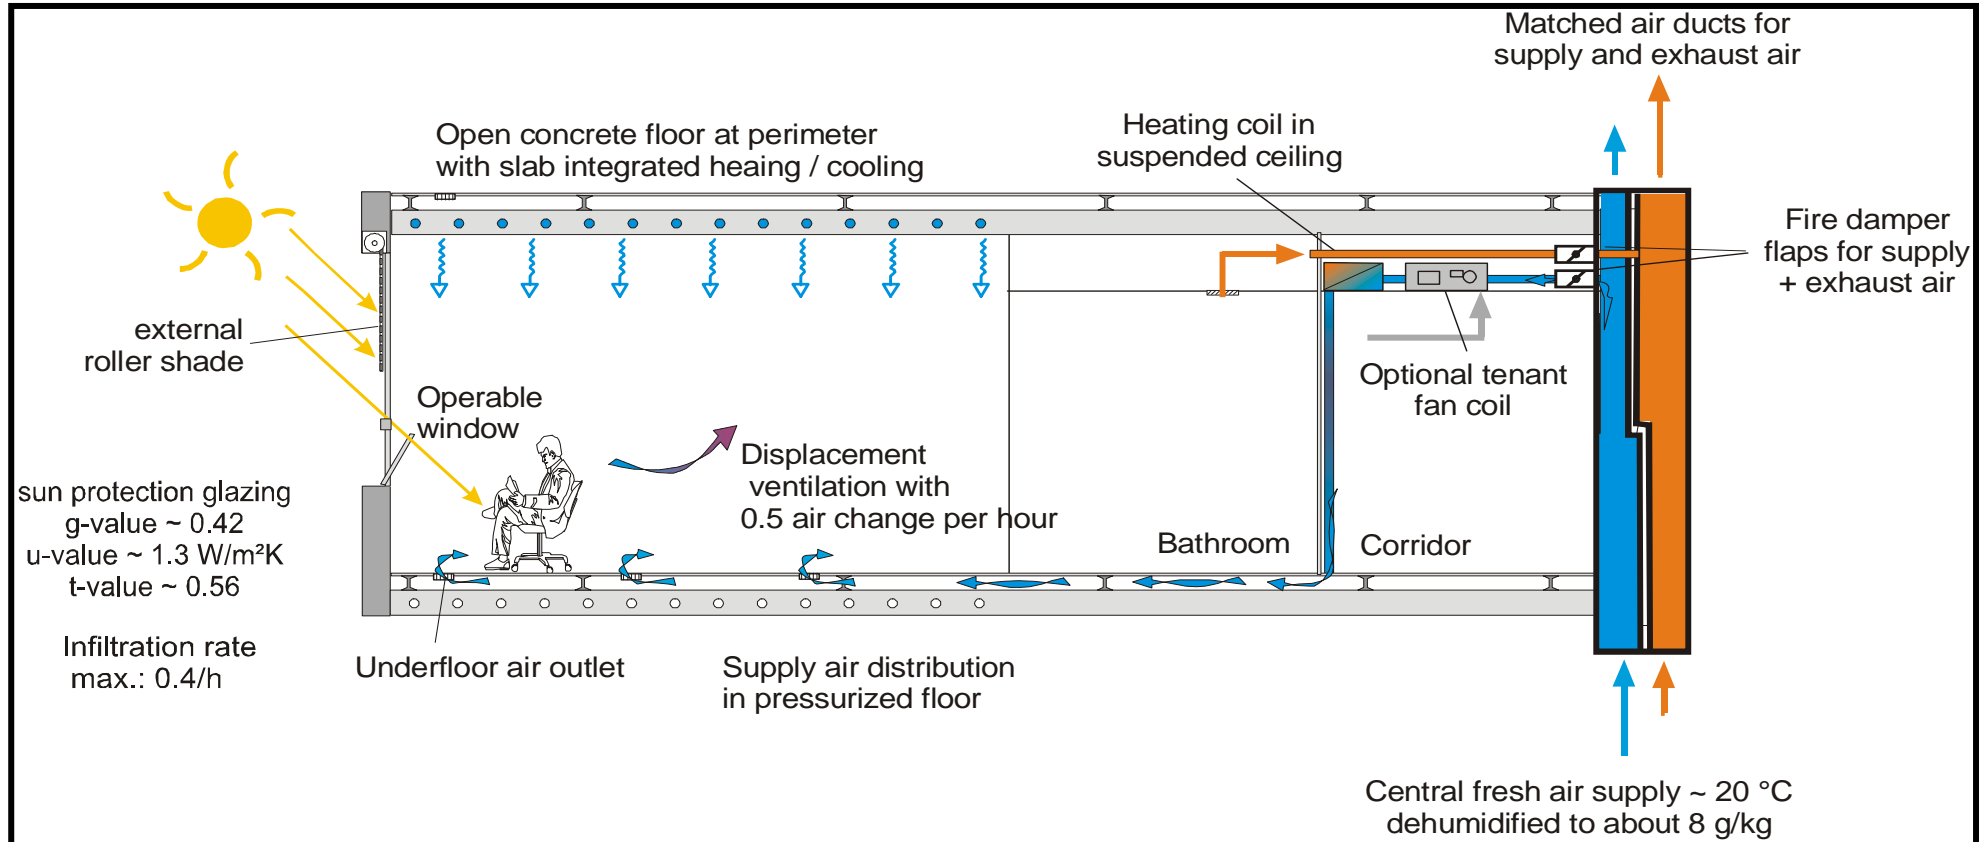 Matched air ducts for
supply and exhaust air
Open concrete floor at perimeter
with slab integrated heaing / cooling
Heating coil in
suspended ceiling
Fire damper
flaps for supply
+ exhaust air
external
roller shade
Operable
window
Optional tenant
fan coil
Displacement
ventilation with
0.5 air change per hour
sun protection glazing
g-value ~ 0.42
u-value ~ 1.3 W/m²K
t-value ~ 0.56
Bathroom
Corridor
Infiltration rate
max.: 0.4/h
Underfloor air outlet
Supply air distribution
in pressurized floor
Central fresh air supply ~ 20 °C
dehumidified to about 8 g/kg